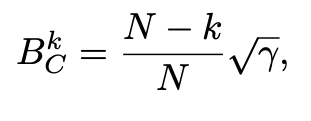 $B_C^k = \frac{N - k}{N} \sqrt{\gamma},$